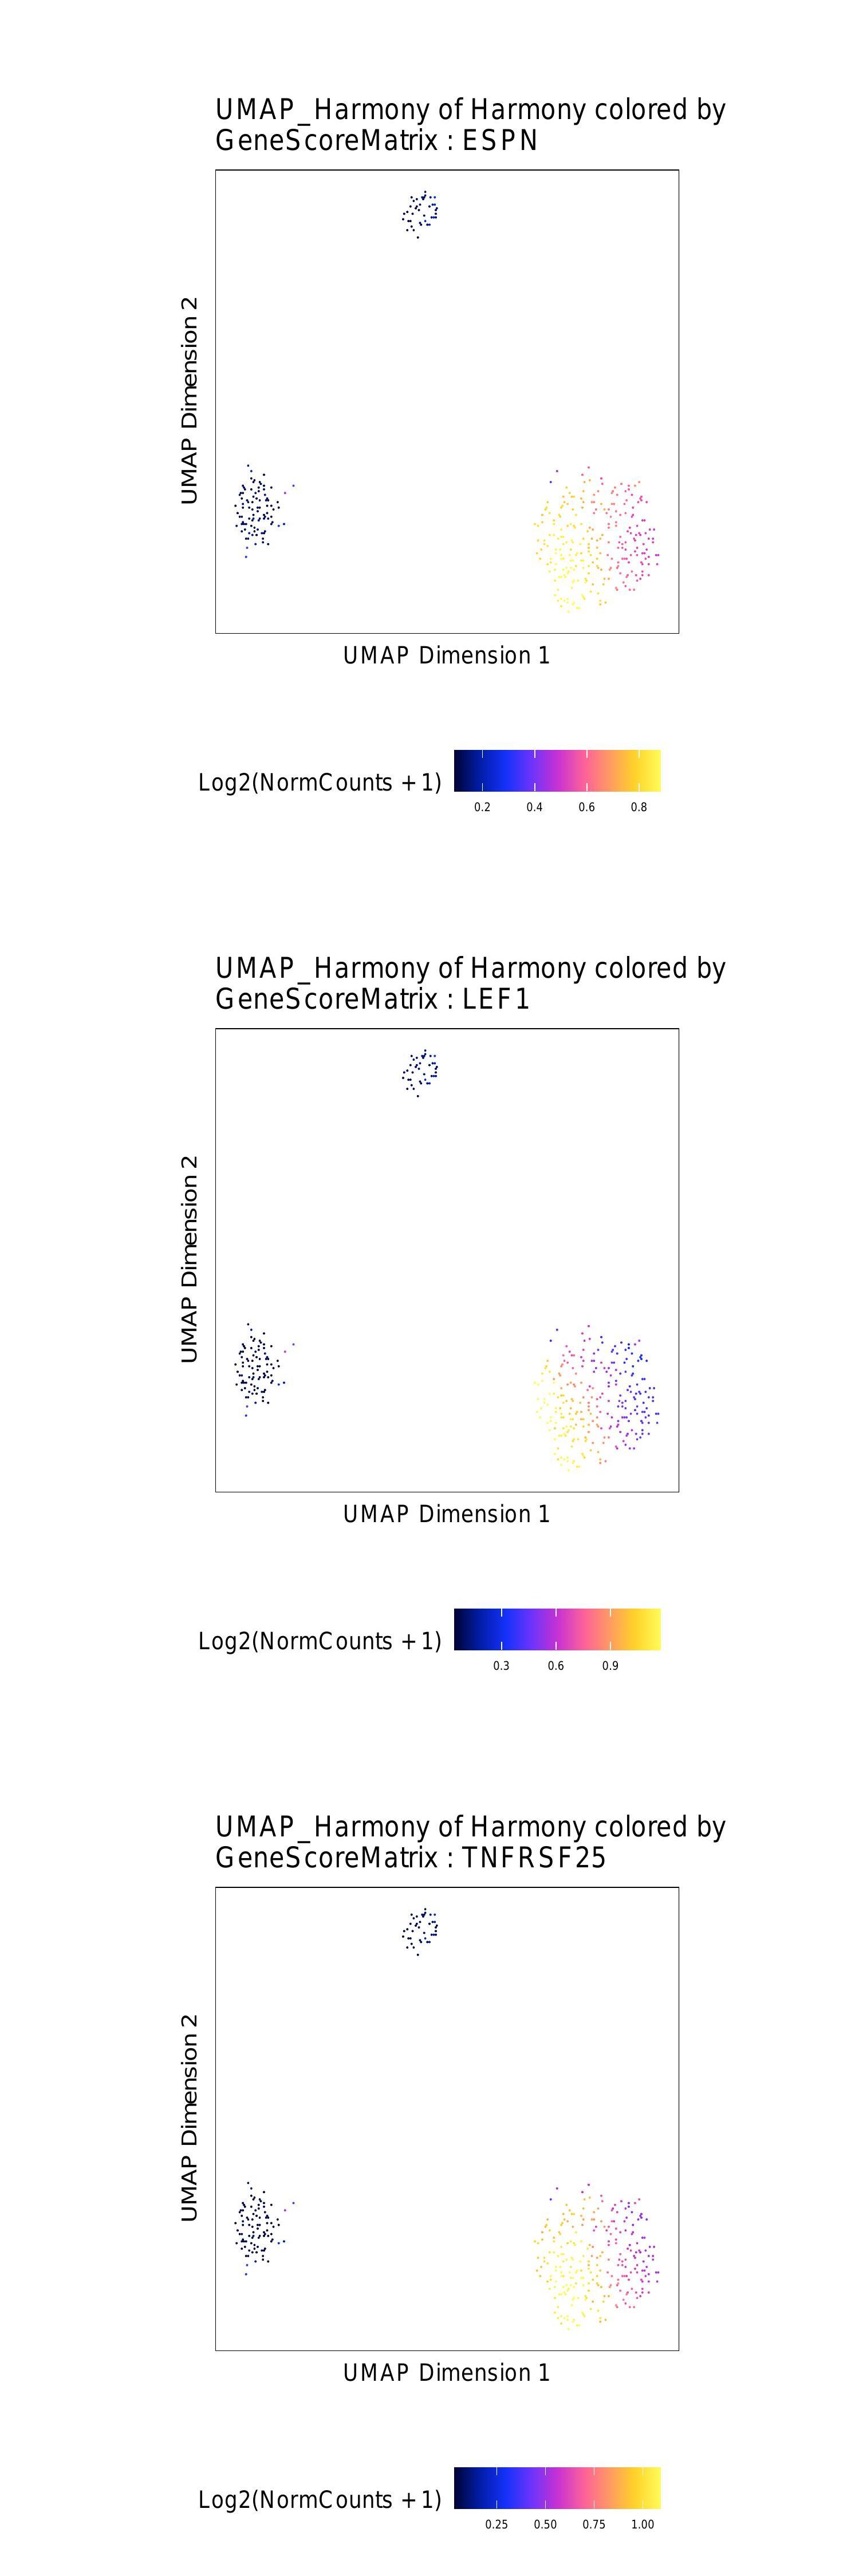 UMAP_Harmony of Harmony colored by
GeneScoreMatrix : ESPN
UMAP Dimension 2
UMAP Dimension 1
Log2(NormCounts + 1)
0.2 0.4 0.6 0.8
UMAP_Harmony of Harmony colored by
GeneScoreMatrix : LEF1
UMAP Dimension 2
UMAP Dimension 1
Log2(NormCounts + 1)
0.3 0.6 0.9
UMAP_Harmony of Harmony colored by
GeneScoreMatrix : TNFRSF25
UMAP Dimension 2
UMAP Dimension 1
Log2(NormCounts + 1)
0.25 0.50 0.75 1.00